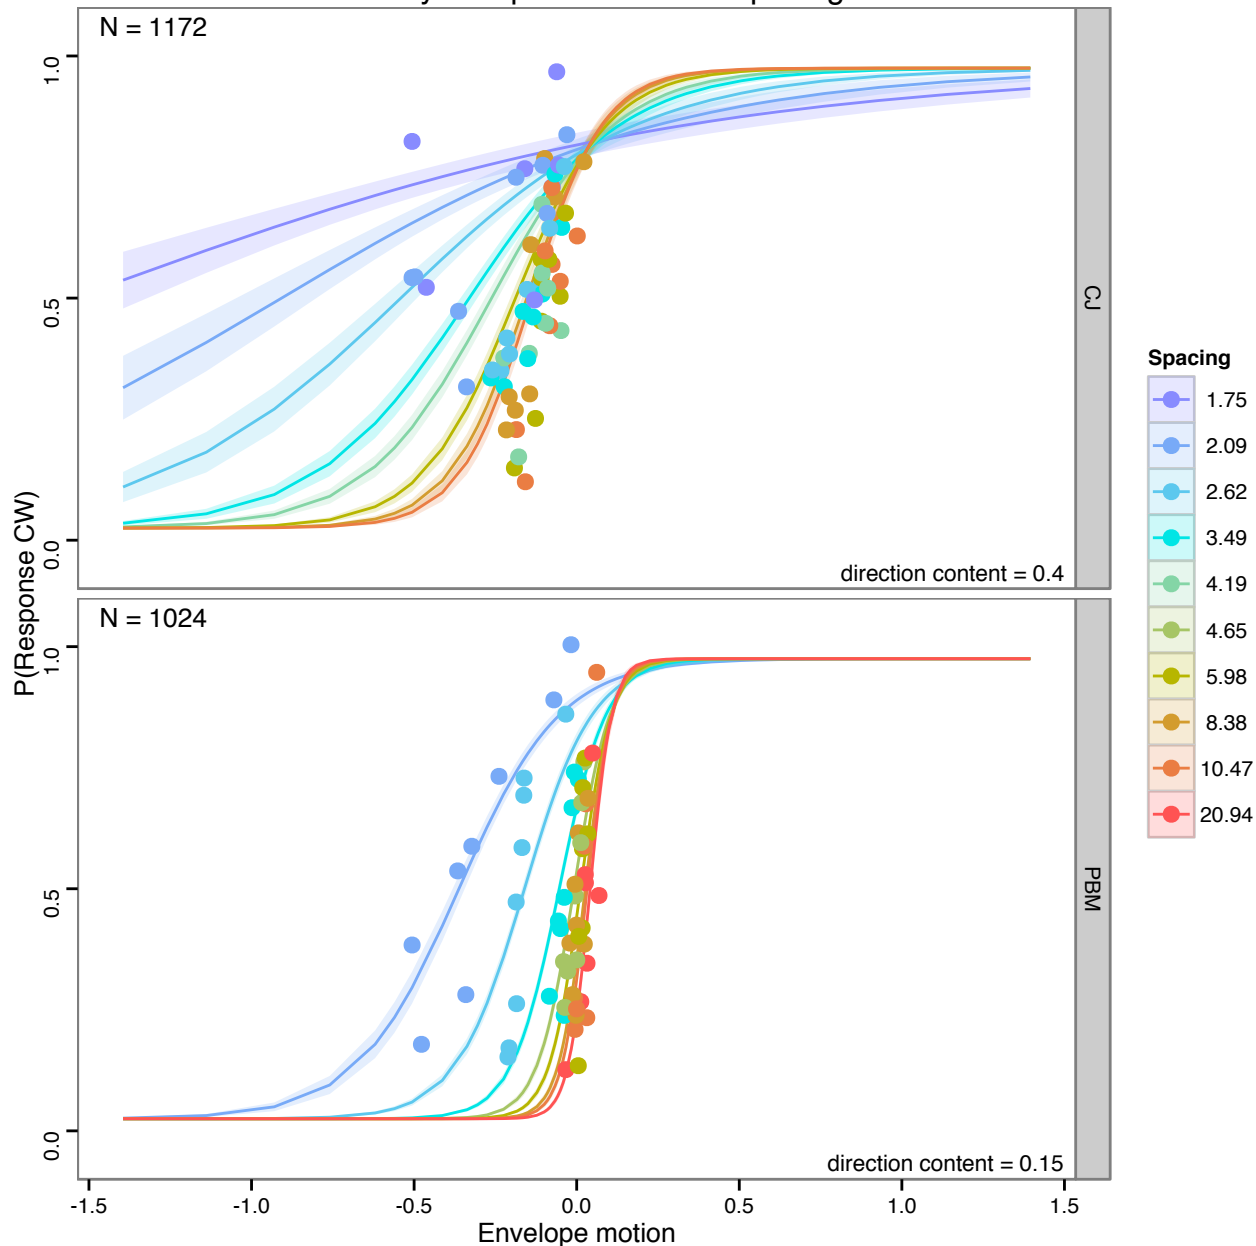 N = 1172
1.0
0.5
0.0
CJ
direction content = 0.4
N = 1024
1.0
0.5
0.0
PBM
direction content = 0.15
P(Response CW)
-1.5 -1.0 -0.5 0.0 0.5 1.0 1.5
Envelope motion
Spacing
1.75
2.09
2.62
3.49
4.19
4.65
5.98
8.38
10.47
20.94